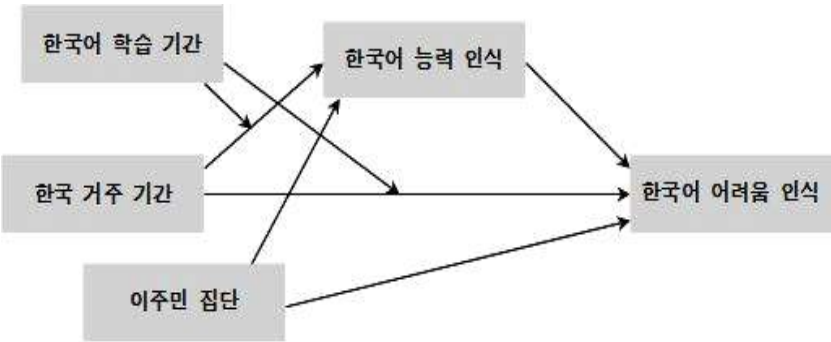 한국어 학습 기간
한국어 능력 인식
한국 거주 기간
한국어 어려움 인식
이주민 집단